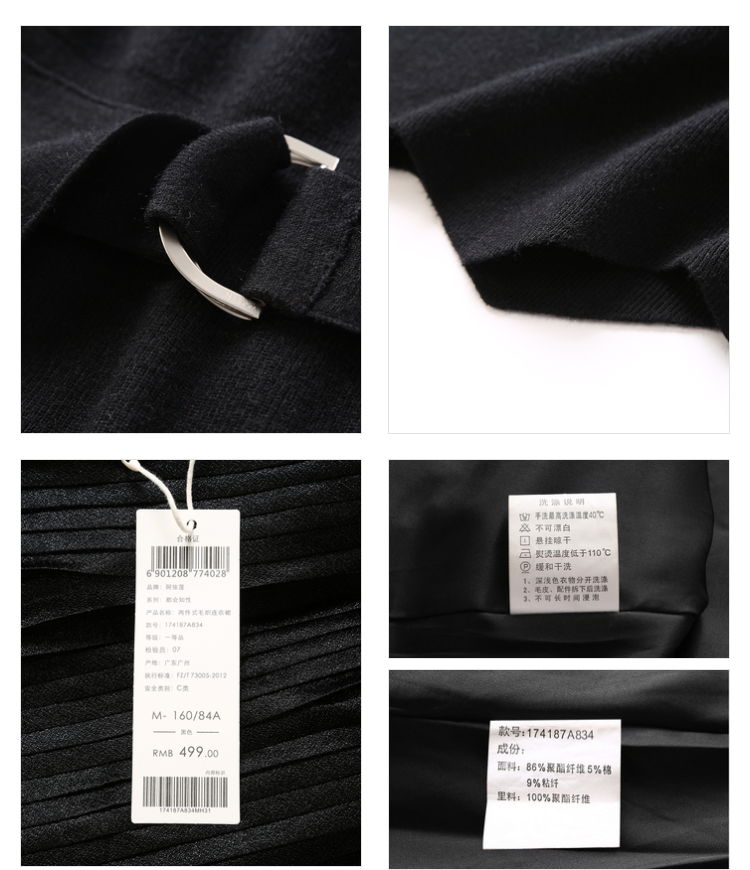 合格证
6 901208 774028
品牌：阿依莲
系列：都会知性
产品名称：两件式毛织连衣裙
款号：174187A834
等级：一等品
检验员：07
产地：广东广州
执行标准：FZ/T73005-2012
安全类别：C类
M- 160/84A
黑色
RMB 499.00
174187A834MH31
洗涤说明
手洗最高洗涤温度40℃
不可漂白
悬挂晾干
熨烫温度低于110℃
P 缓和干洗
1、深浅色衣物分开洗涤
2、毛皮、配件拆下后洗涤
3、不可长时间浸泡
款号:174187A834
成份:
面料: 86%聚酯纤维5%棉
9%粘纤
里料: 100%聚酯纤维